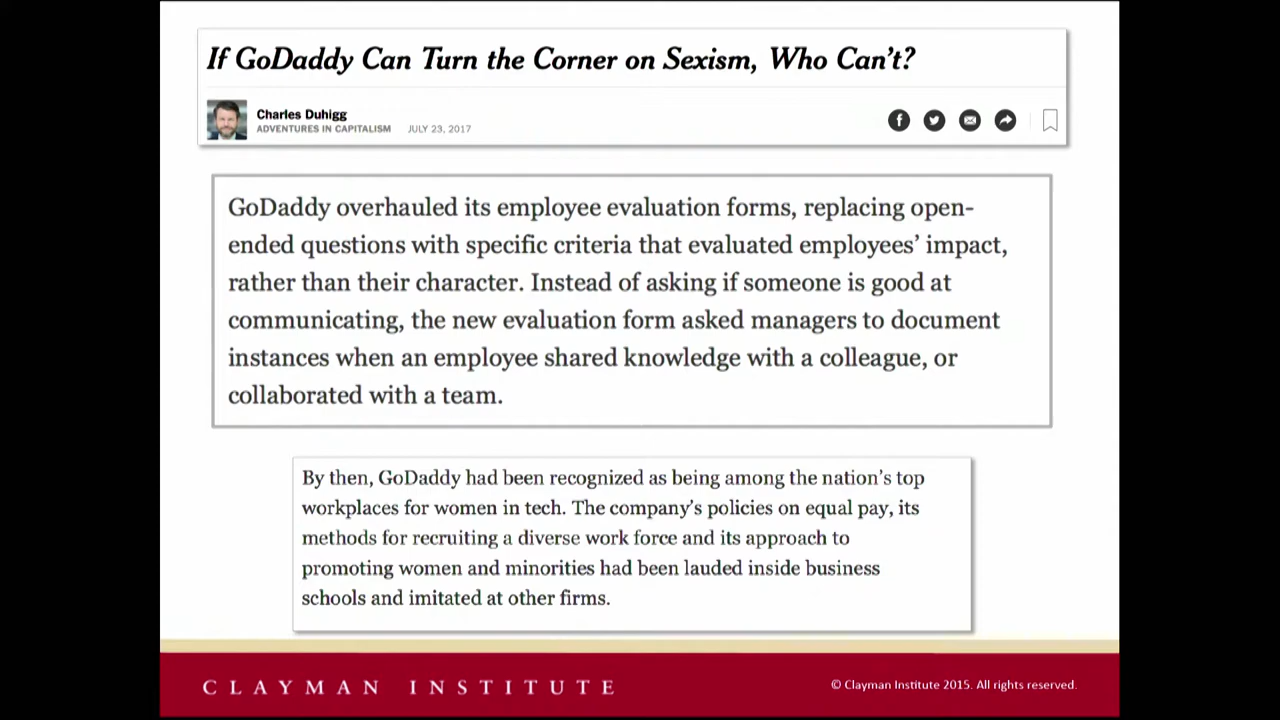 If GoDaddy Can Turn the Corner on Sexism, Who Can't?
Charles Duhigg
ADVENTURES IN CAPITALISM JULY 23, 2017
GoDaddy overhauled its employee evaluation forms, replacing open-
ended questions with specific criteria that evaluated employees’ impact,
rather than their character. Instead of asking if someone is good at
communicating, the new evaluation form asked managers to document
instances when an employee shared knowledge with a colleague, or
collaborated with a team.
By then, GoDaddy had been recognized as being among the nation’s top
workplaces for women in tech. The company’s policies on equal pay, its
methods for recruiting a diverse work force and its approach to
promoting women and minorities had been lauded inside business
schools and imitated at other firms.
CLAYMAN INSTITUTE
© Clayman Institute 2015. All rights reserved.